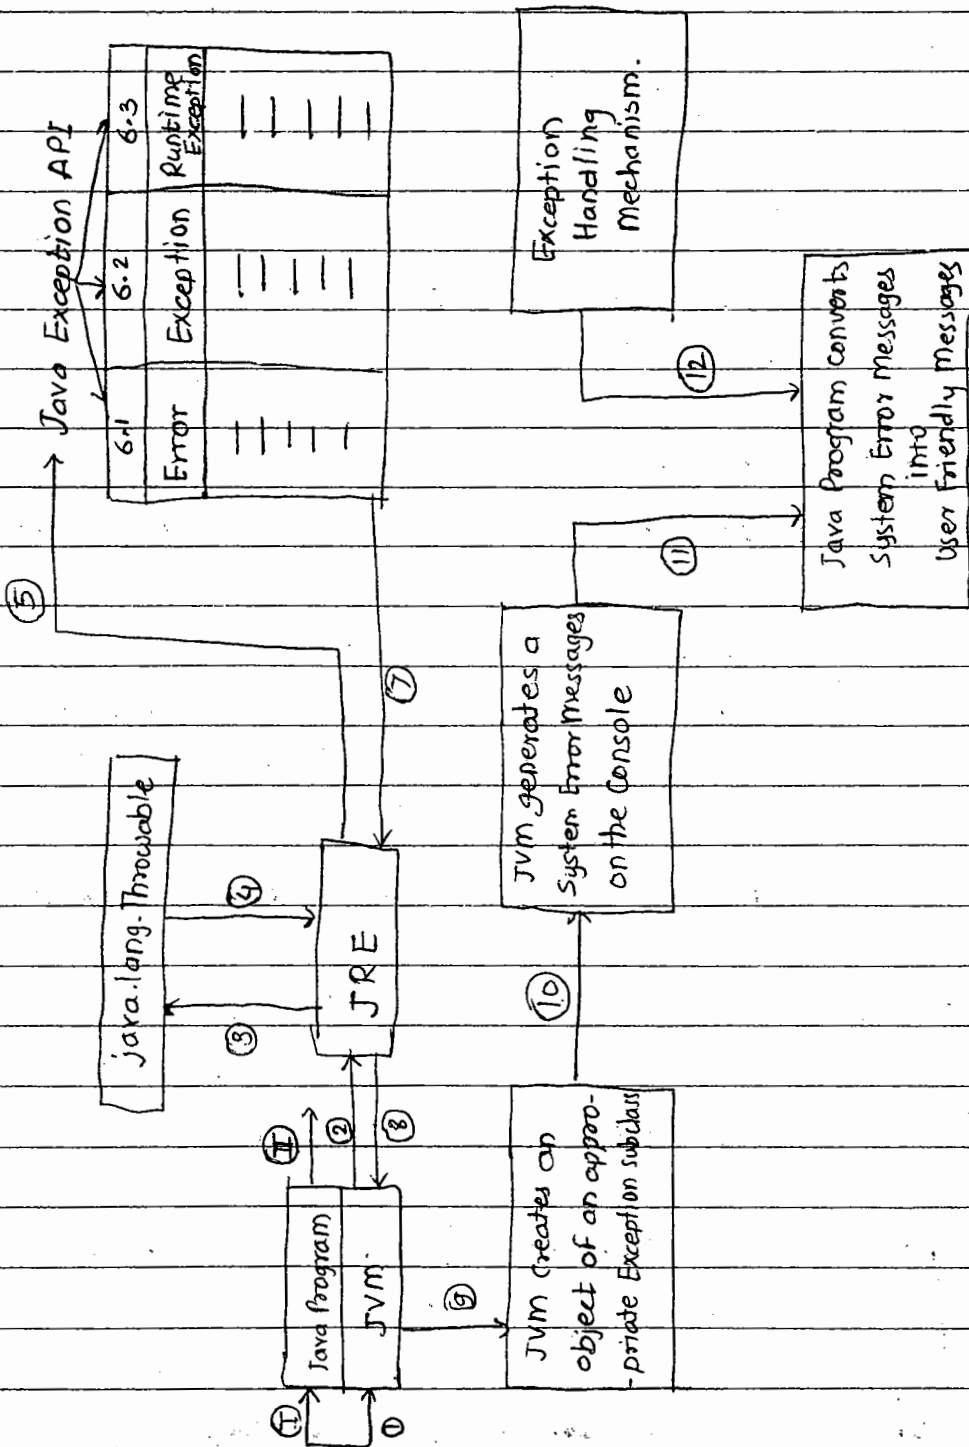 Java Exception API
6.1 6.2 6.3
Error Exception Runtime Exception
5
java.lang.Throwable
3
4
7
JRE
II
2
8
Java Program
JVM.
I
1
9
10
11
12
JVM Creates an
object of an appro-
-priate Exception subclass
JVM generates a
System Error Messages
on the Console
Exception
Handling
Mechanism.
Java Program converts
System Error Messages
into
User Friendly Messages